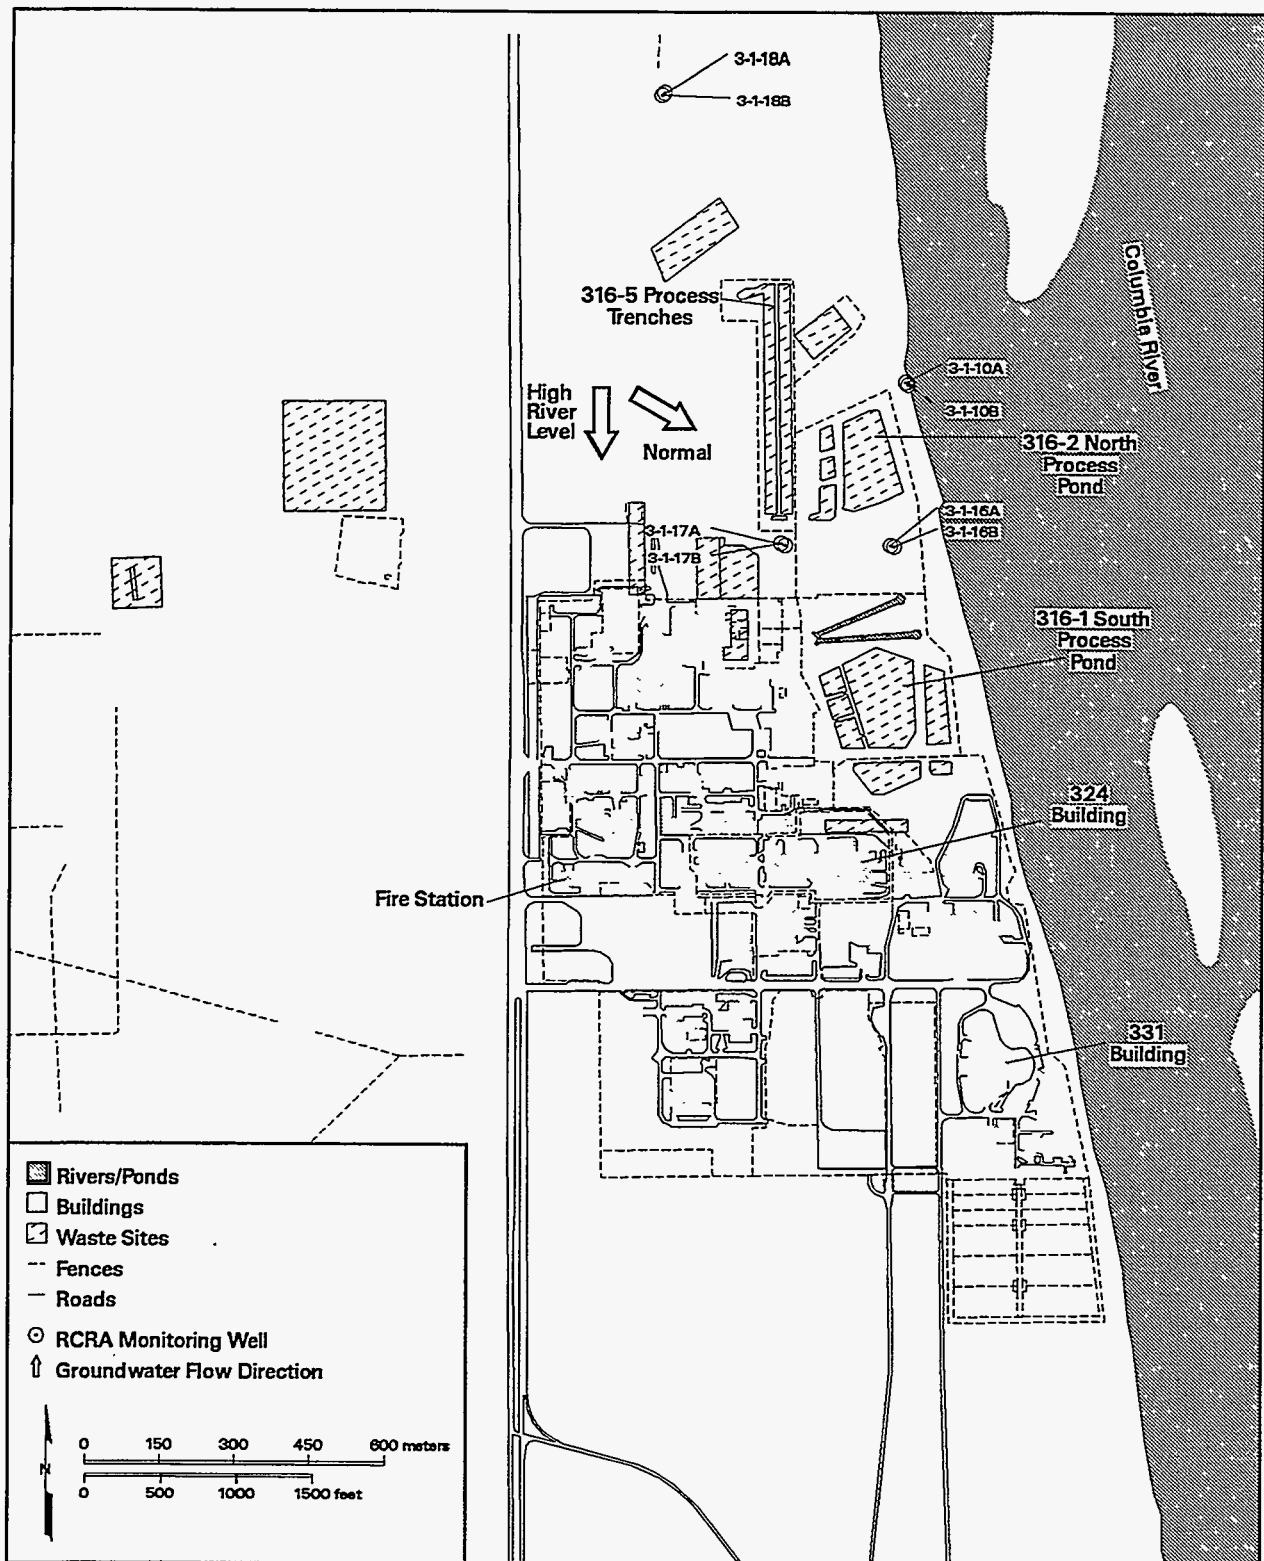 3-1-18A
3-1-18B
316-5 Process
Trenches
Columbia River
3-1-10A
3-1-10B
High
River
Level
Normal
316-2 North
Process
Pond
3-1-16A
3-1-16B
3-1-17A
3-1-17B
316-1 South
Process
Pond
324
Building
Fire Station
331
Building
Rivers/Ponds
Buildings
Waste Sites
Fences
Roads
RCRA Monitoring Well
Groundwater Flow Direction
N
0 150 300 450 600 meters
0 500 1000 1500 feet